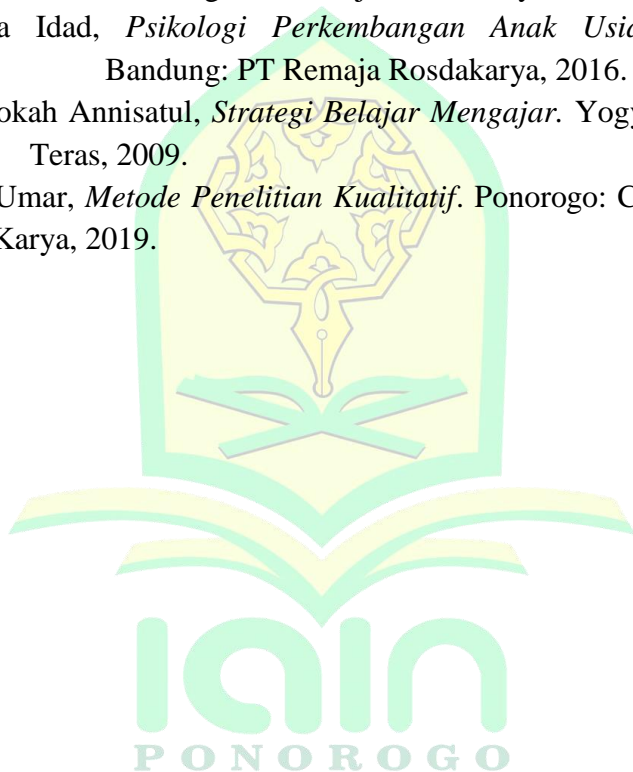 a Idad, Psikologi Perkembangan Anak Usia
Bandung: PT Remaja Rosdakarya, 2016.
okah Annisatul, Strategi Belajar Mengajar. Yogy
Teras, 2009.
Umar, Metode Penelitian Kualitatif. Ponorogo: C
Karya, 2019.
iain
PONOROGO